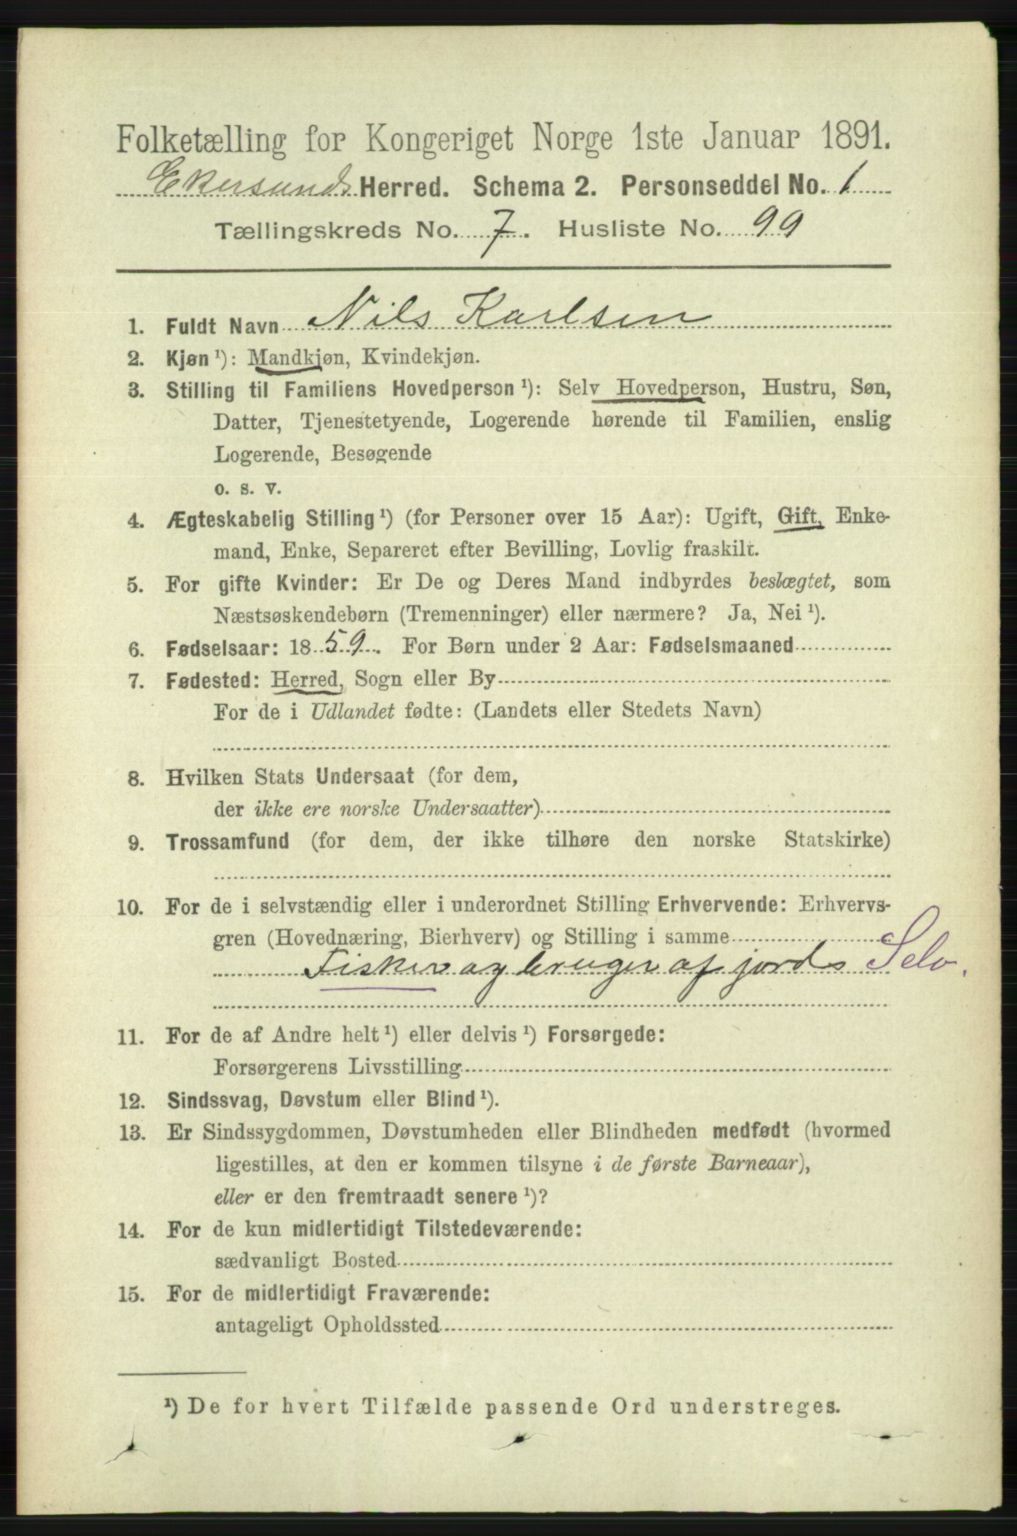 Folketælling for Kongeriget Norge 1ste Januar 1891.
Ekersunds Herred. Schema 2. Personseddel No. 1
Tællingskreds No. 7. Husliste No. 99
1. Fuldt Navn Nils Karlsen
2. Kjøn ¹): Mandkjøn, Kvindekjøn.
3. Stilling til Familiens Hovedperson ¹): Selv Hovedperson, Hustru, Søn,
Datter, Tjenestetyende, Logerende hørende til Familien, enslig
Logerende, Besøgende
o. s. v.
4. Ægteskabelig Stilling ¹) (for Personer over 15 Aar): Ugift, Gift, Enke-
mand, Enke, Separeret efter Bevilling, Lovlig fraskilt.
5. For gifte Kvinder: Er De og Deres Mand indbyrdes beslægtet, som
Næstsøskendebørn (Tremenninger) eller nærmere? Ja, Nei ¹).
6. Fødselsaar: 1859. For Børn under 2 Aar: Fødselsmaaned
7. Fødested: Herred, Sogn eller By
For de i Udlandet fødte: (Landets eller Stedets Navn)
8. Hvilken Stats Undersaat (for dem,
der ikke ere norske Undersaatter)
9. Trossamfund (for dem, der ikke tilhøre den norske Statskirke)
10. For de i selvstændig eller i underordnet Stilling Erhvervende: Erhvervs-
gren (Hovednæring, Bierhverv) og Stilling i samme
Fisker og bruger af jord Selv.
11. For de af Andre helt ¹) eller delvis ¹) Forsørgede:
Forsørgerens Livsstilling
12. Sindssvag, Døvstum eller Blind ¹).
13. Er Sindssygdommen, Døvstumheden eller Blindheden medfødt (hvormed
ligestilles, at den er kommen tilsyne i de første Barneaar),
eller er den fremtraadt senere ¹)?
14. For de kun midlertidigt Tilstedeværende:
sædvanligt Bosted
15. For de midlertidigt Fraværende:
antageligt Opholdssted
¹) De for hvert Tilfælde passende Ord understreges.